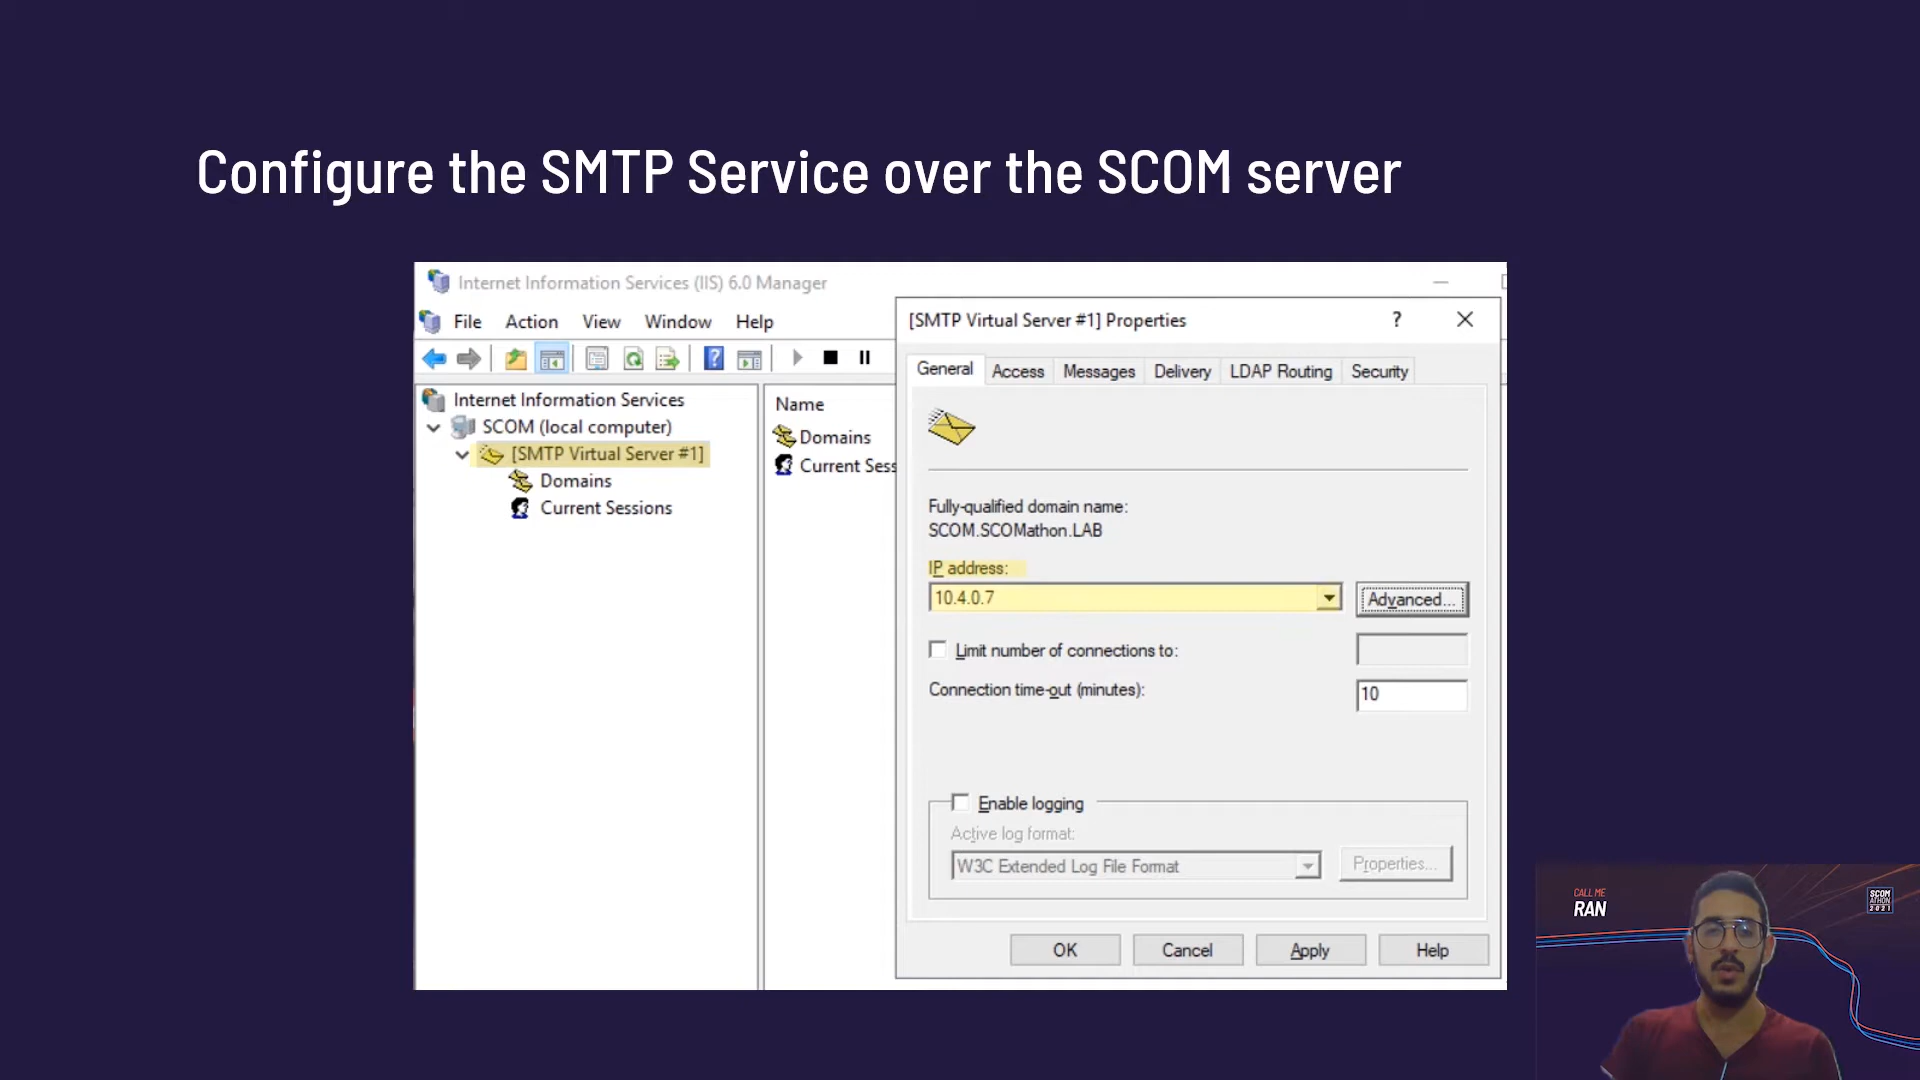 Configure the SMTP Service over the SCOM server
Internet Information Services (IIS) 6.0 Manager
File Action View Window Help
Internet Information Services
SCOM (local computer)
[SMTP Virtual Server #1]
Domains
Current Sessions
Name
Domains
Current Sess
[SMTP Virtual Server #1] Properties
General Access Messages Delivery LDAP Routing Security
Fully-qualified domain name:
SCOM.SCOMathon.LAB
IP address:
10.4.0.7
Advanced...
Limit number of connections to:
Connection time-out (minutes):
10
Enable logging
Active log format:
W3C Extended Log File Format
Properties...
OK Cancel Apply Help
CALL ME
RAN
SCOM
ATHON
2021